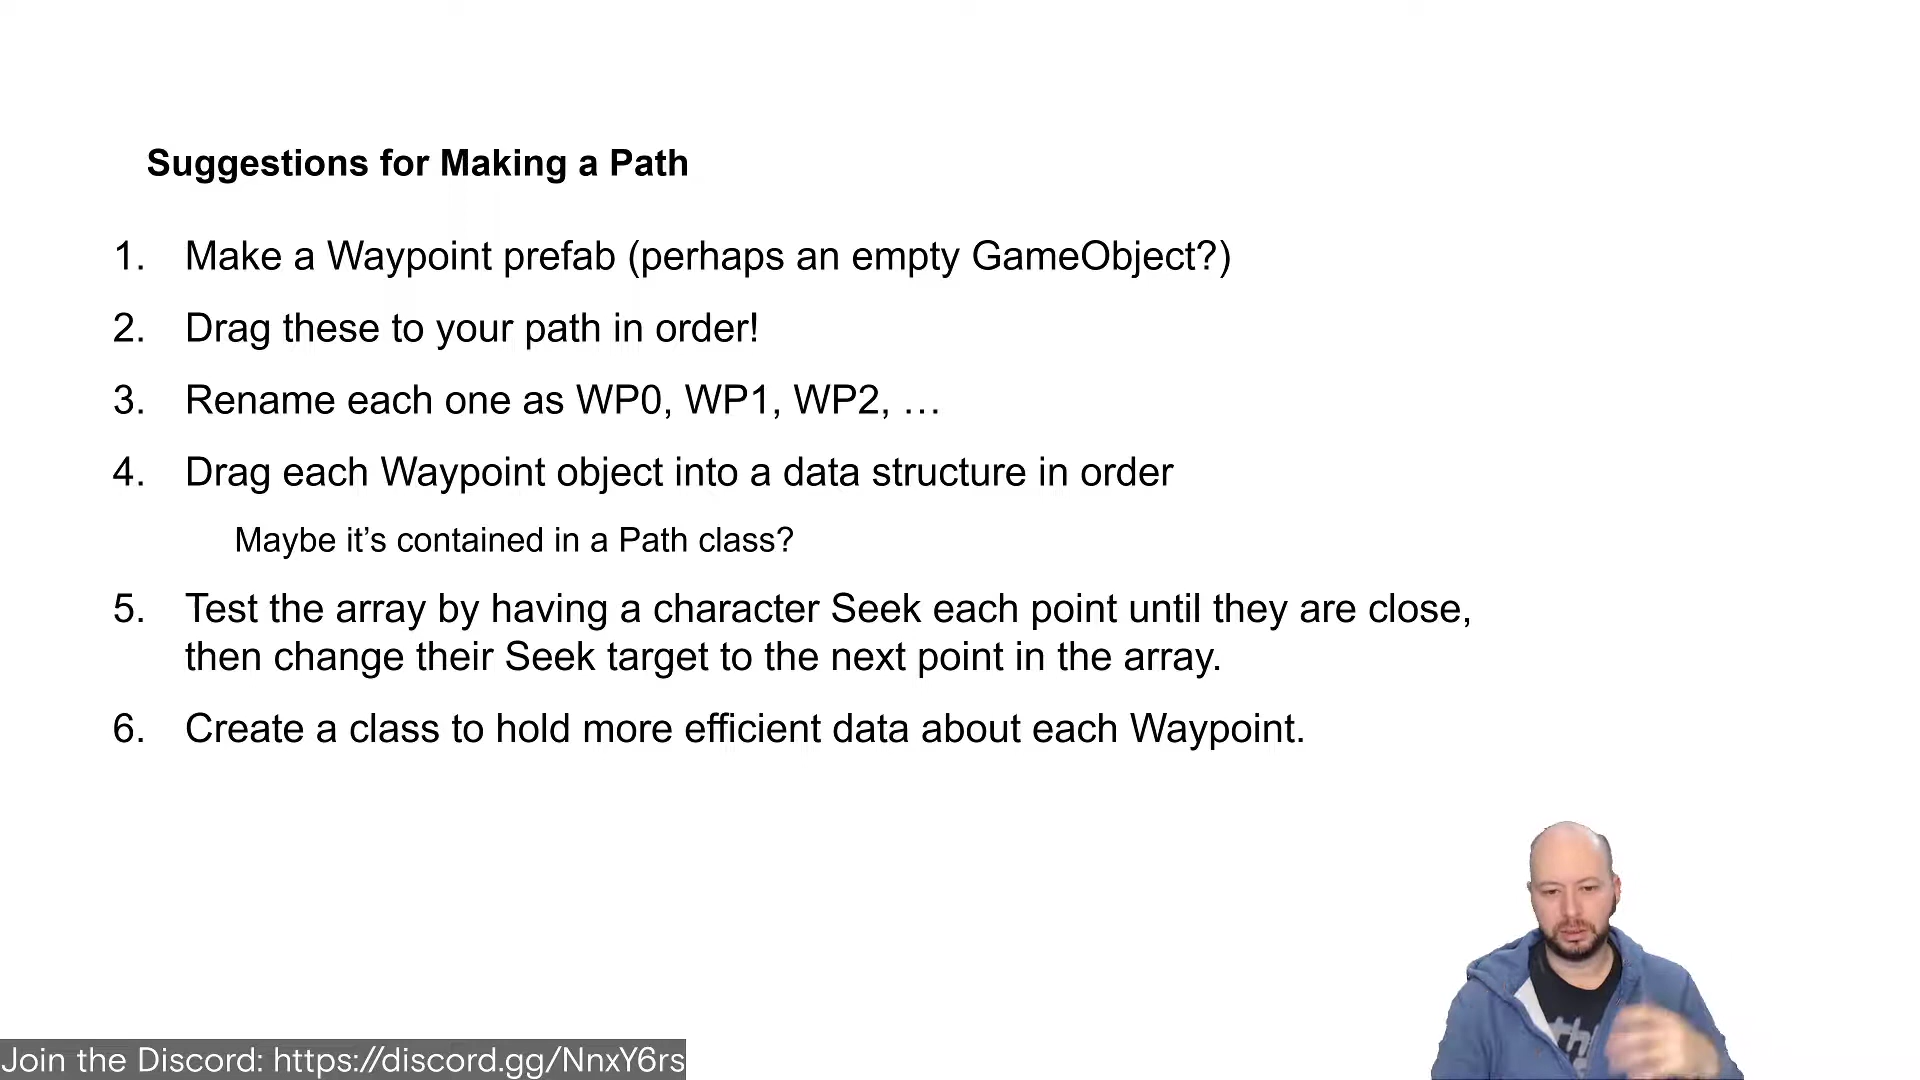 Suggestions for Making a Path
1. Make a Waypoint prefab (perhaps an empty GameObject?)
2. Drag these to your path in order!
3. Rename each one as WP0, WP1, WP2, …
4. Drag each Waypoint object into a data structure in order
Maybe it’s contained in a Path class?
5. Test the array by having a character Seek each point until they are close,
then change their Seek target to the next point in the array.
6. Create a class to hold more efficient data about each Waypoint.
Join the Discord: https://discord.gg/NnxY6rs